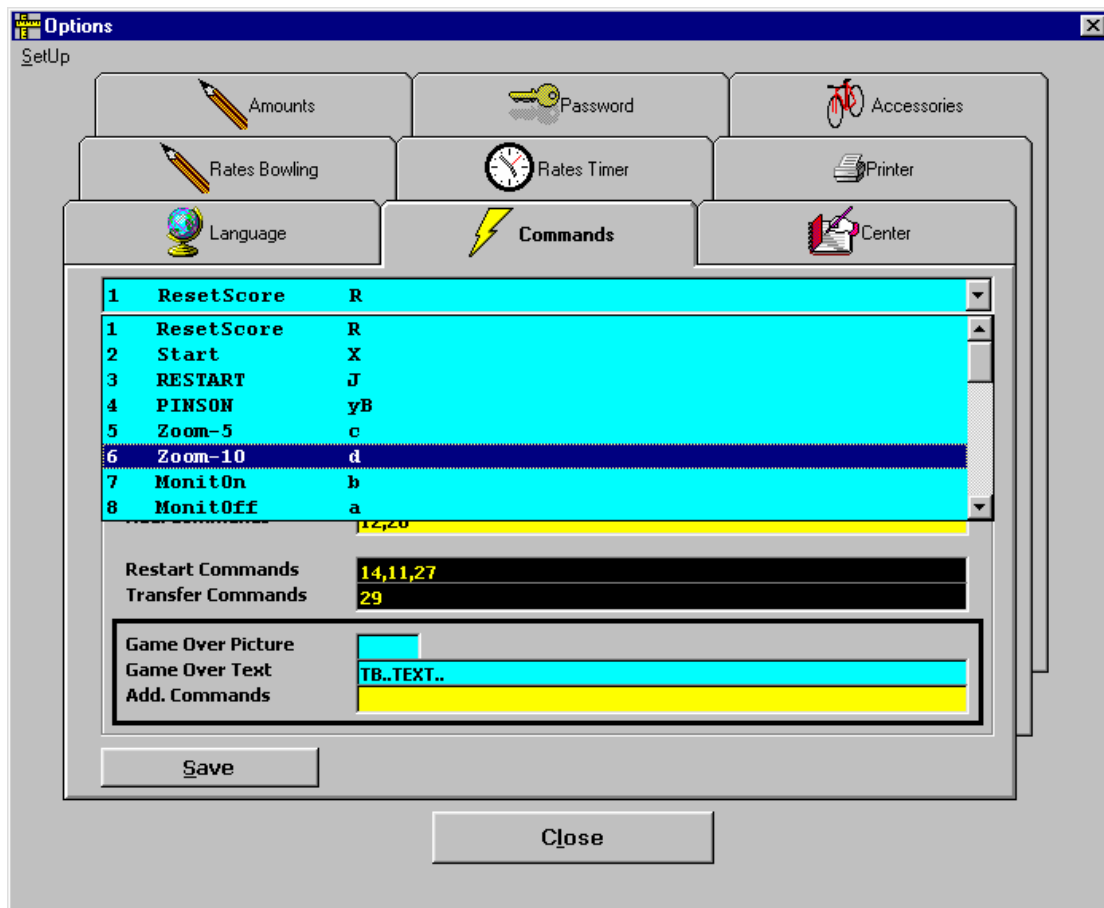 Options
SetUp
Amounts
Password
Accessories
Rates Bowling
Rates Timer
Printer
Language
Commands
Center
1 ResetScore R
1 ResetScore R
2 Start X
3 RESTART J
4 PINSON yB
5 Zoom-5 c
6 Zoom-10 d
7 MonitOn b
8 MonitOff a
Restart Commands 14,11,27
Transfer Commands 29
Game Over Picture
Game Over Text TB..TEXT..
Add. Commands
Save
Close